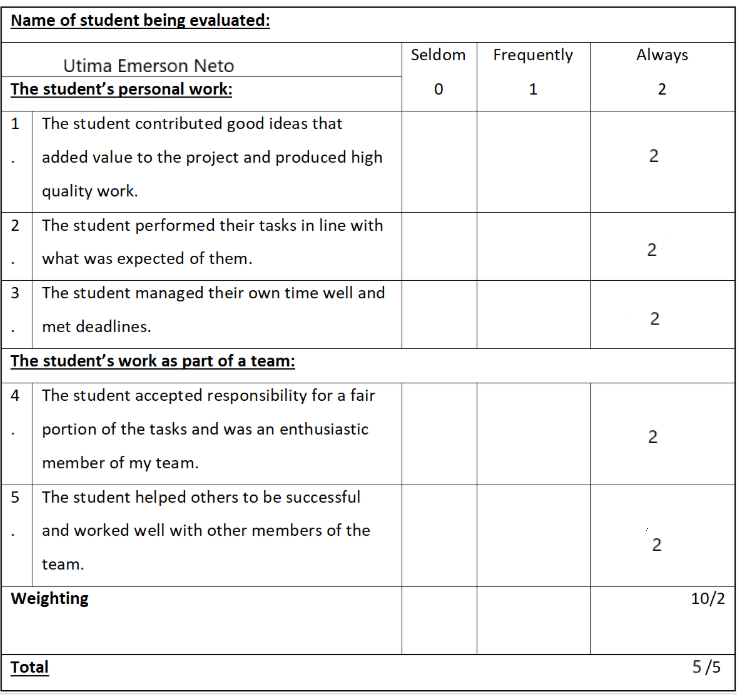 Name of student being evaluated:
Utima Emerson Neto
Seldom Frequently Always
The student's personal work: 0 1 2
1 The student contributed good ideas that
. added value to the project and produced high 2
quality work.
2 The student performed their tasks in line with
. what was expected of them. 2
3 The student managed their own time well and
. met deadlines. 2
The student's work as part of a team:
4 The student accepted responsibility for a fair
. portion of the tasks and was an enthusiastic 2
member of my team.
5 The student helped others to be successful
. and worked well with other members of the 2
team.
Weighting 10/2
Total 5 /5